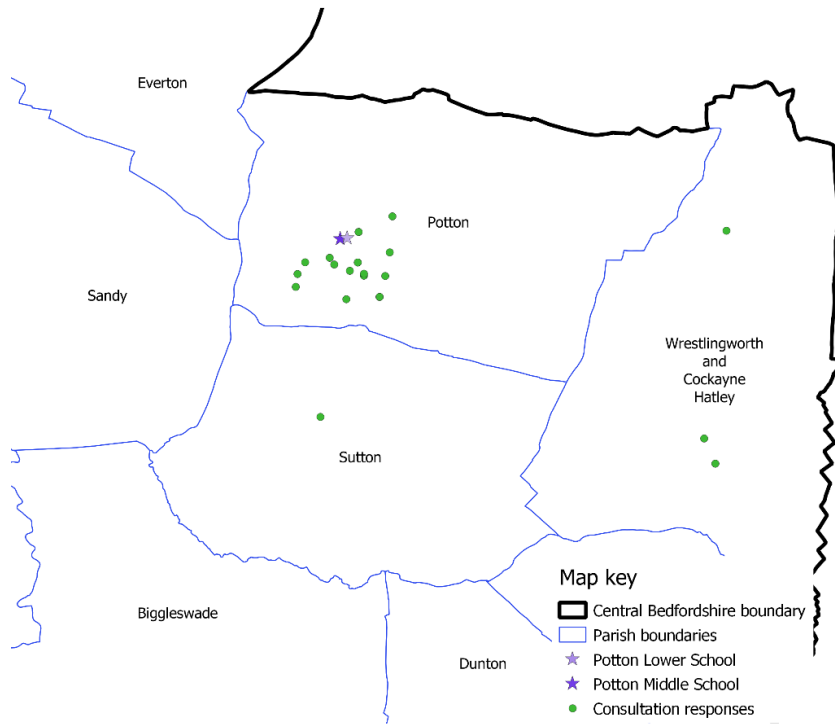 Everton
Potton
Sandy
Wrestlingworth
and
Cockayne
Hatley
Sutton
Biggleswade
Dunton
Map key
Central Bedfordshire boundary
Parish boundaries
Potton Lower School
Potton Middle School
Consultation responses